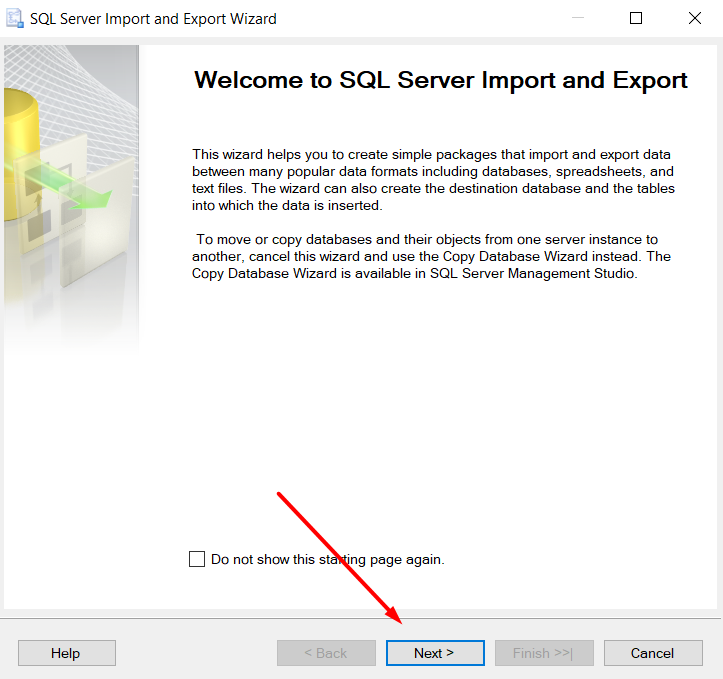 SQL Server Import and Export Wizard
Welcome to SQL Server Import and Export
This wizard helps you to create simple packages that import and export data
between many popular data formats including databases, spreadsheets, and
text files. The wizard can also create the destination database and the tables
into which the data is inserted.
To move or copy databases and their objects from one server instance to
another, cancel this wizard and use the Copy Database Wizard instead. The
Copy Database Wizard is available in SQL Server Management Studio.
Do not show this starting page again.
Help
< Back
Next >
Finish >>|
Cancel